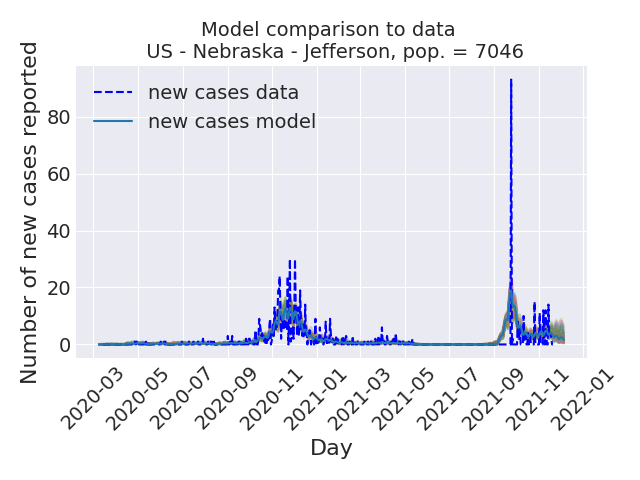 Model comparison to data
US - Nebraska - Jefferson, pop. = 7046
Number of new cases reported
80
60
40
20
0
new cases data
new cases model
2020-03
2020-05
2020-07
2020-09
2020-11
2021-01
2021-03
2021-05
2021-07
2021-09
2021-11
2022-01
Day